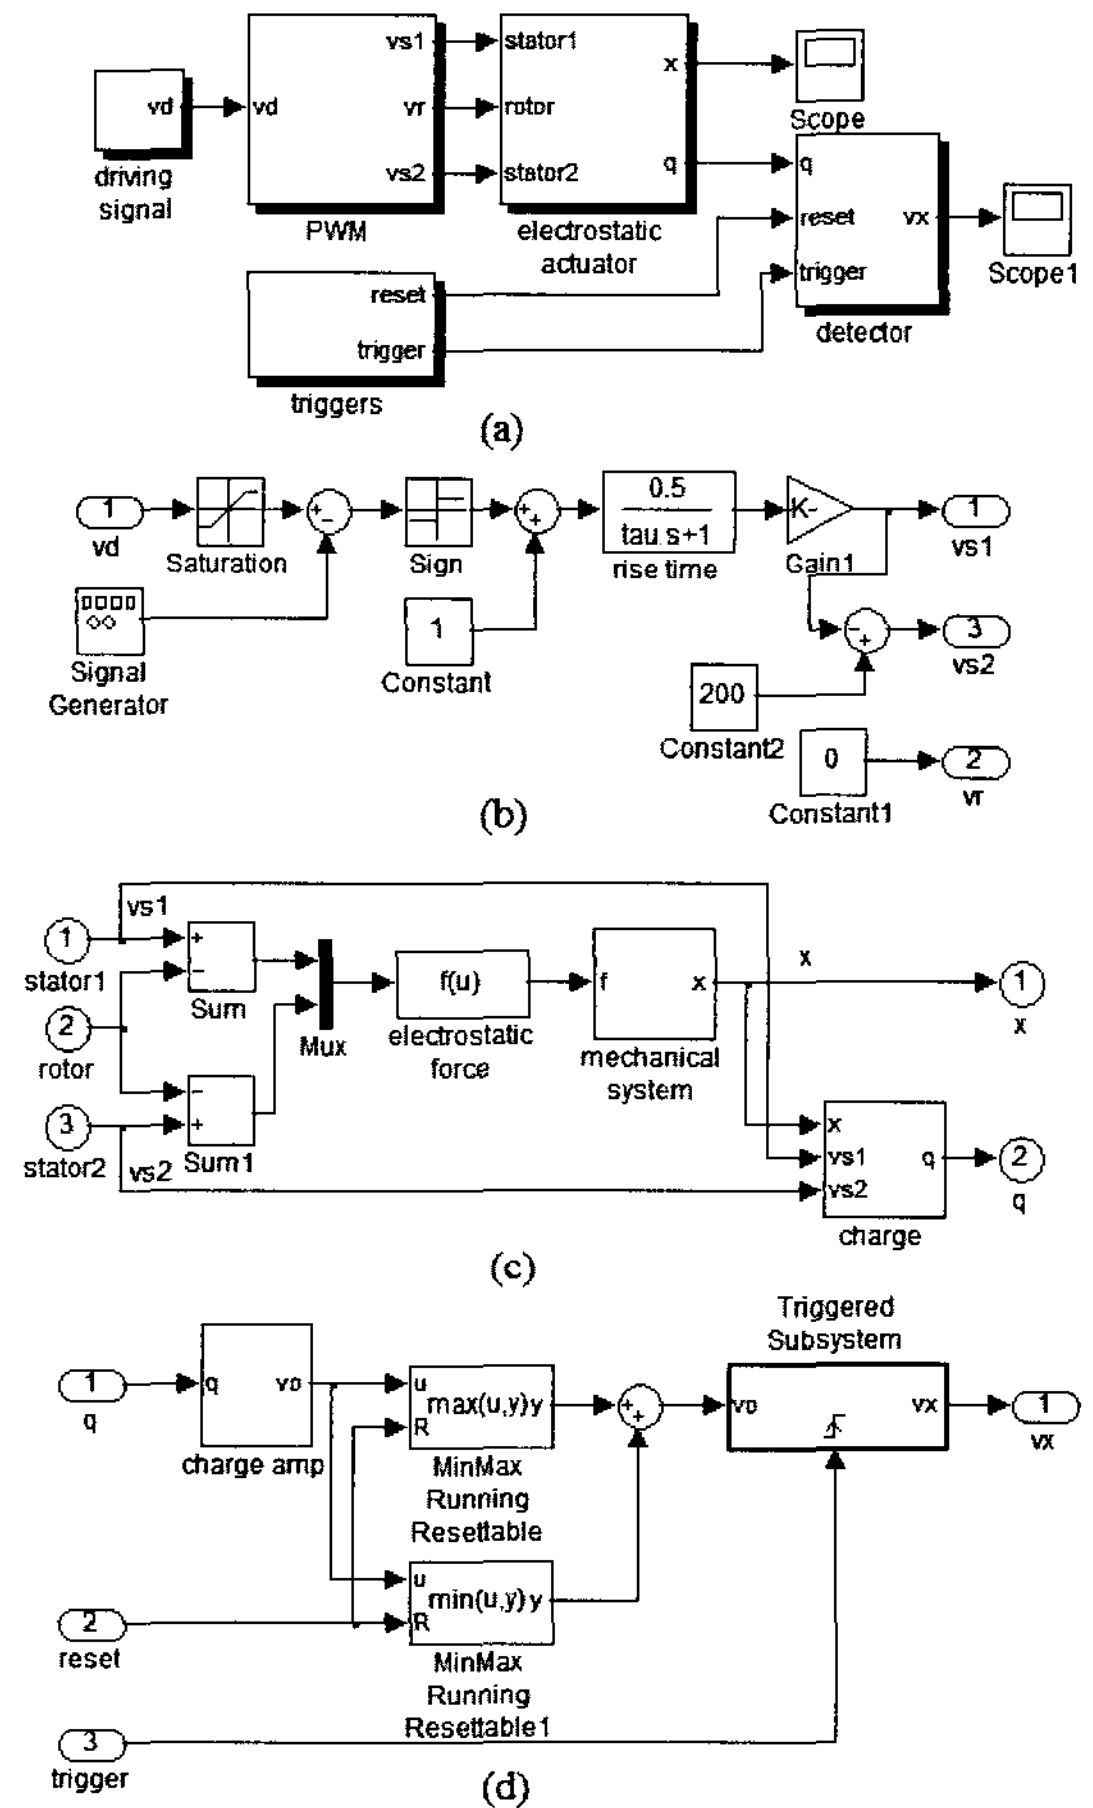 vd
driving
signal
vd
vs1
vr
vs2
PWM
stator1
rotor
stator2
x
q
electrostatic
actuator
Scope
q
reset
trigger
vx
detector
Scope1
reset
trigger
triggers
(a)
1
vd
Saturation
+
−
Sign
+
+
0.5
tau.s+1
rise time
K-
Gain1
1
vs1
Signal
Generator
1
Constant
−
+
3
vs2
200
Constant2
0
Constant1
2
vr
(b)
vs1
1
stator1
+
−
Sum
2
rotor
Mux
f(u)
electrostatic
force
f
x
mechanical
system
x
1
x
−
+
Sum1
3
stator2
vs2
x
vs1
vs2
q
charge
2
q
(c)
Triggered
Subsystem
1
q
q
vo
charge amp
u
R
max(u,y)
y
MinMax
Running
Resettable
+
+
vo
vx
1
vx
u
R
min(u,y)
y
MinMax
Running
Resettable1
2
reset
3
trigger
(d)